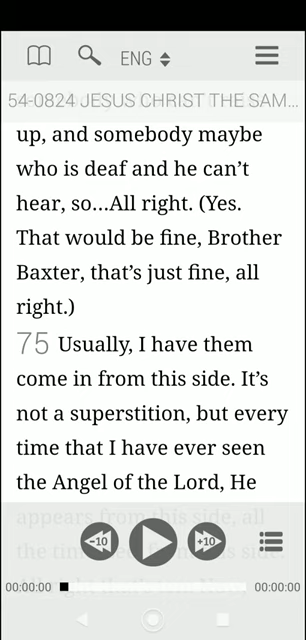 ENG
54-0824 JESUS CHRIST THE SAM...
up, and somebody maybe
who is deaf and he can’t
hear, so...All right. (Yes.
That would be fine, Brother
Baxter, that’s just fine, all
right.)
75 Usually, I have them
come in from this side. It’s
not a superstition, but every
time that I have ever seen
the Angel of the Lord, He
appears from this side, all
the time
-10
+10
00:00:00
00:00:00